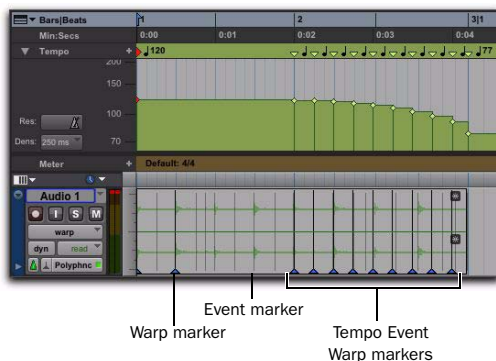 Bars|Beats 1 2 3|1
Min:Secs 0:00 0:01 0:02 0:03 0:04
Tempo + 120 77
200
150
Res:
100
Dens: 250 ms
70
Meter + Default: 4/4
Audio 1
I S M
warp
dyn read
Polyphnc
Event marker
Warp marker
Tempo Event
Warp markers